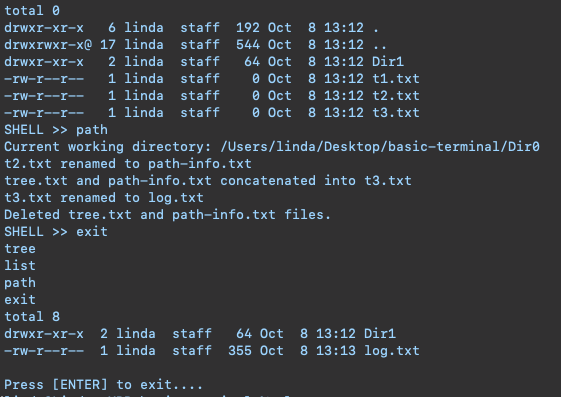 total 0
drwxr-xr-x   6 linda  staff  192 Oct  8 13:12 .
drwxrwxr-x@ 17 linda  staff  544 Oct  8 13:12 ..
drwxr-xr-x   2 linda  staff   64 Oct  8 13:12 Dir1
-rw-r--r--   1 linda  staff    0 Oct  8 13:12 t1.txt
-rw-r--r--   1 linda  staff    0 Oct  8 13:12 t2.txt
-rw-r--r--   1 linda  staff    0 Oct  8 13:12 t3.txt
SHELL >> path
Current working directory: /Users/linda/Desktop/basic-terminal/Dir0
t2.txt renamed to path-info.txt
tree.txt and path-info.txt concatenated into t3.txt
t3.txt renamed to log.txt
Deleted tree.txt and path-info.txt files.
SHELL >> exit
tree
list
path
exit
total 8
drwxr-xr-x  2 linda  staff   64 Oct  8 13:12 Dir1
-rw-r--r--  1 linda  staff  355 Oct  8 13:13 log.txt
Press [ENTER] to exit....